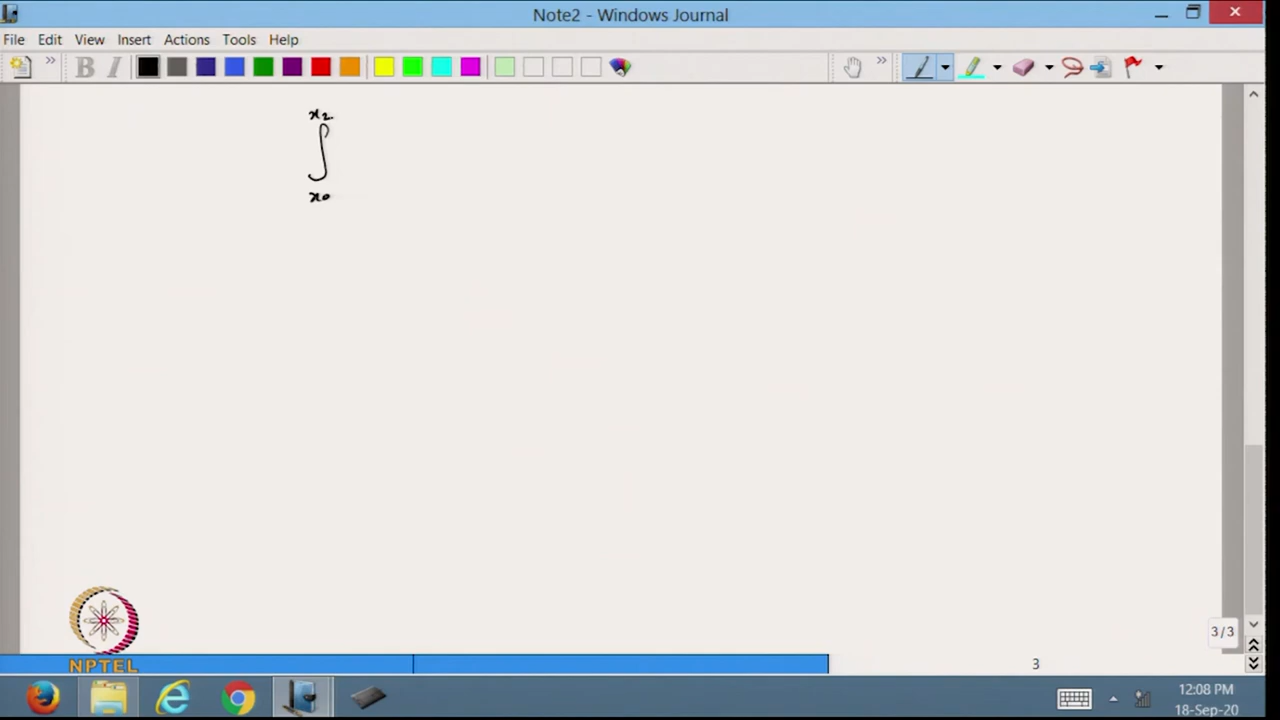 Note2 - Windows Journal
File Edit View Insert Actions Tools Help
» B I » 
x2
∫
x0
3/3
NPTEL
3
12:08 PM
18-Sep-20